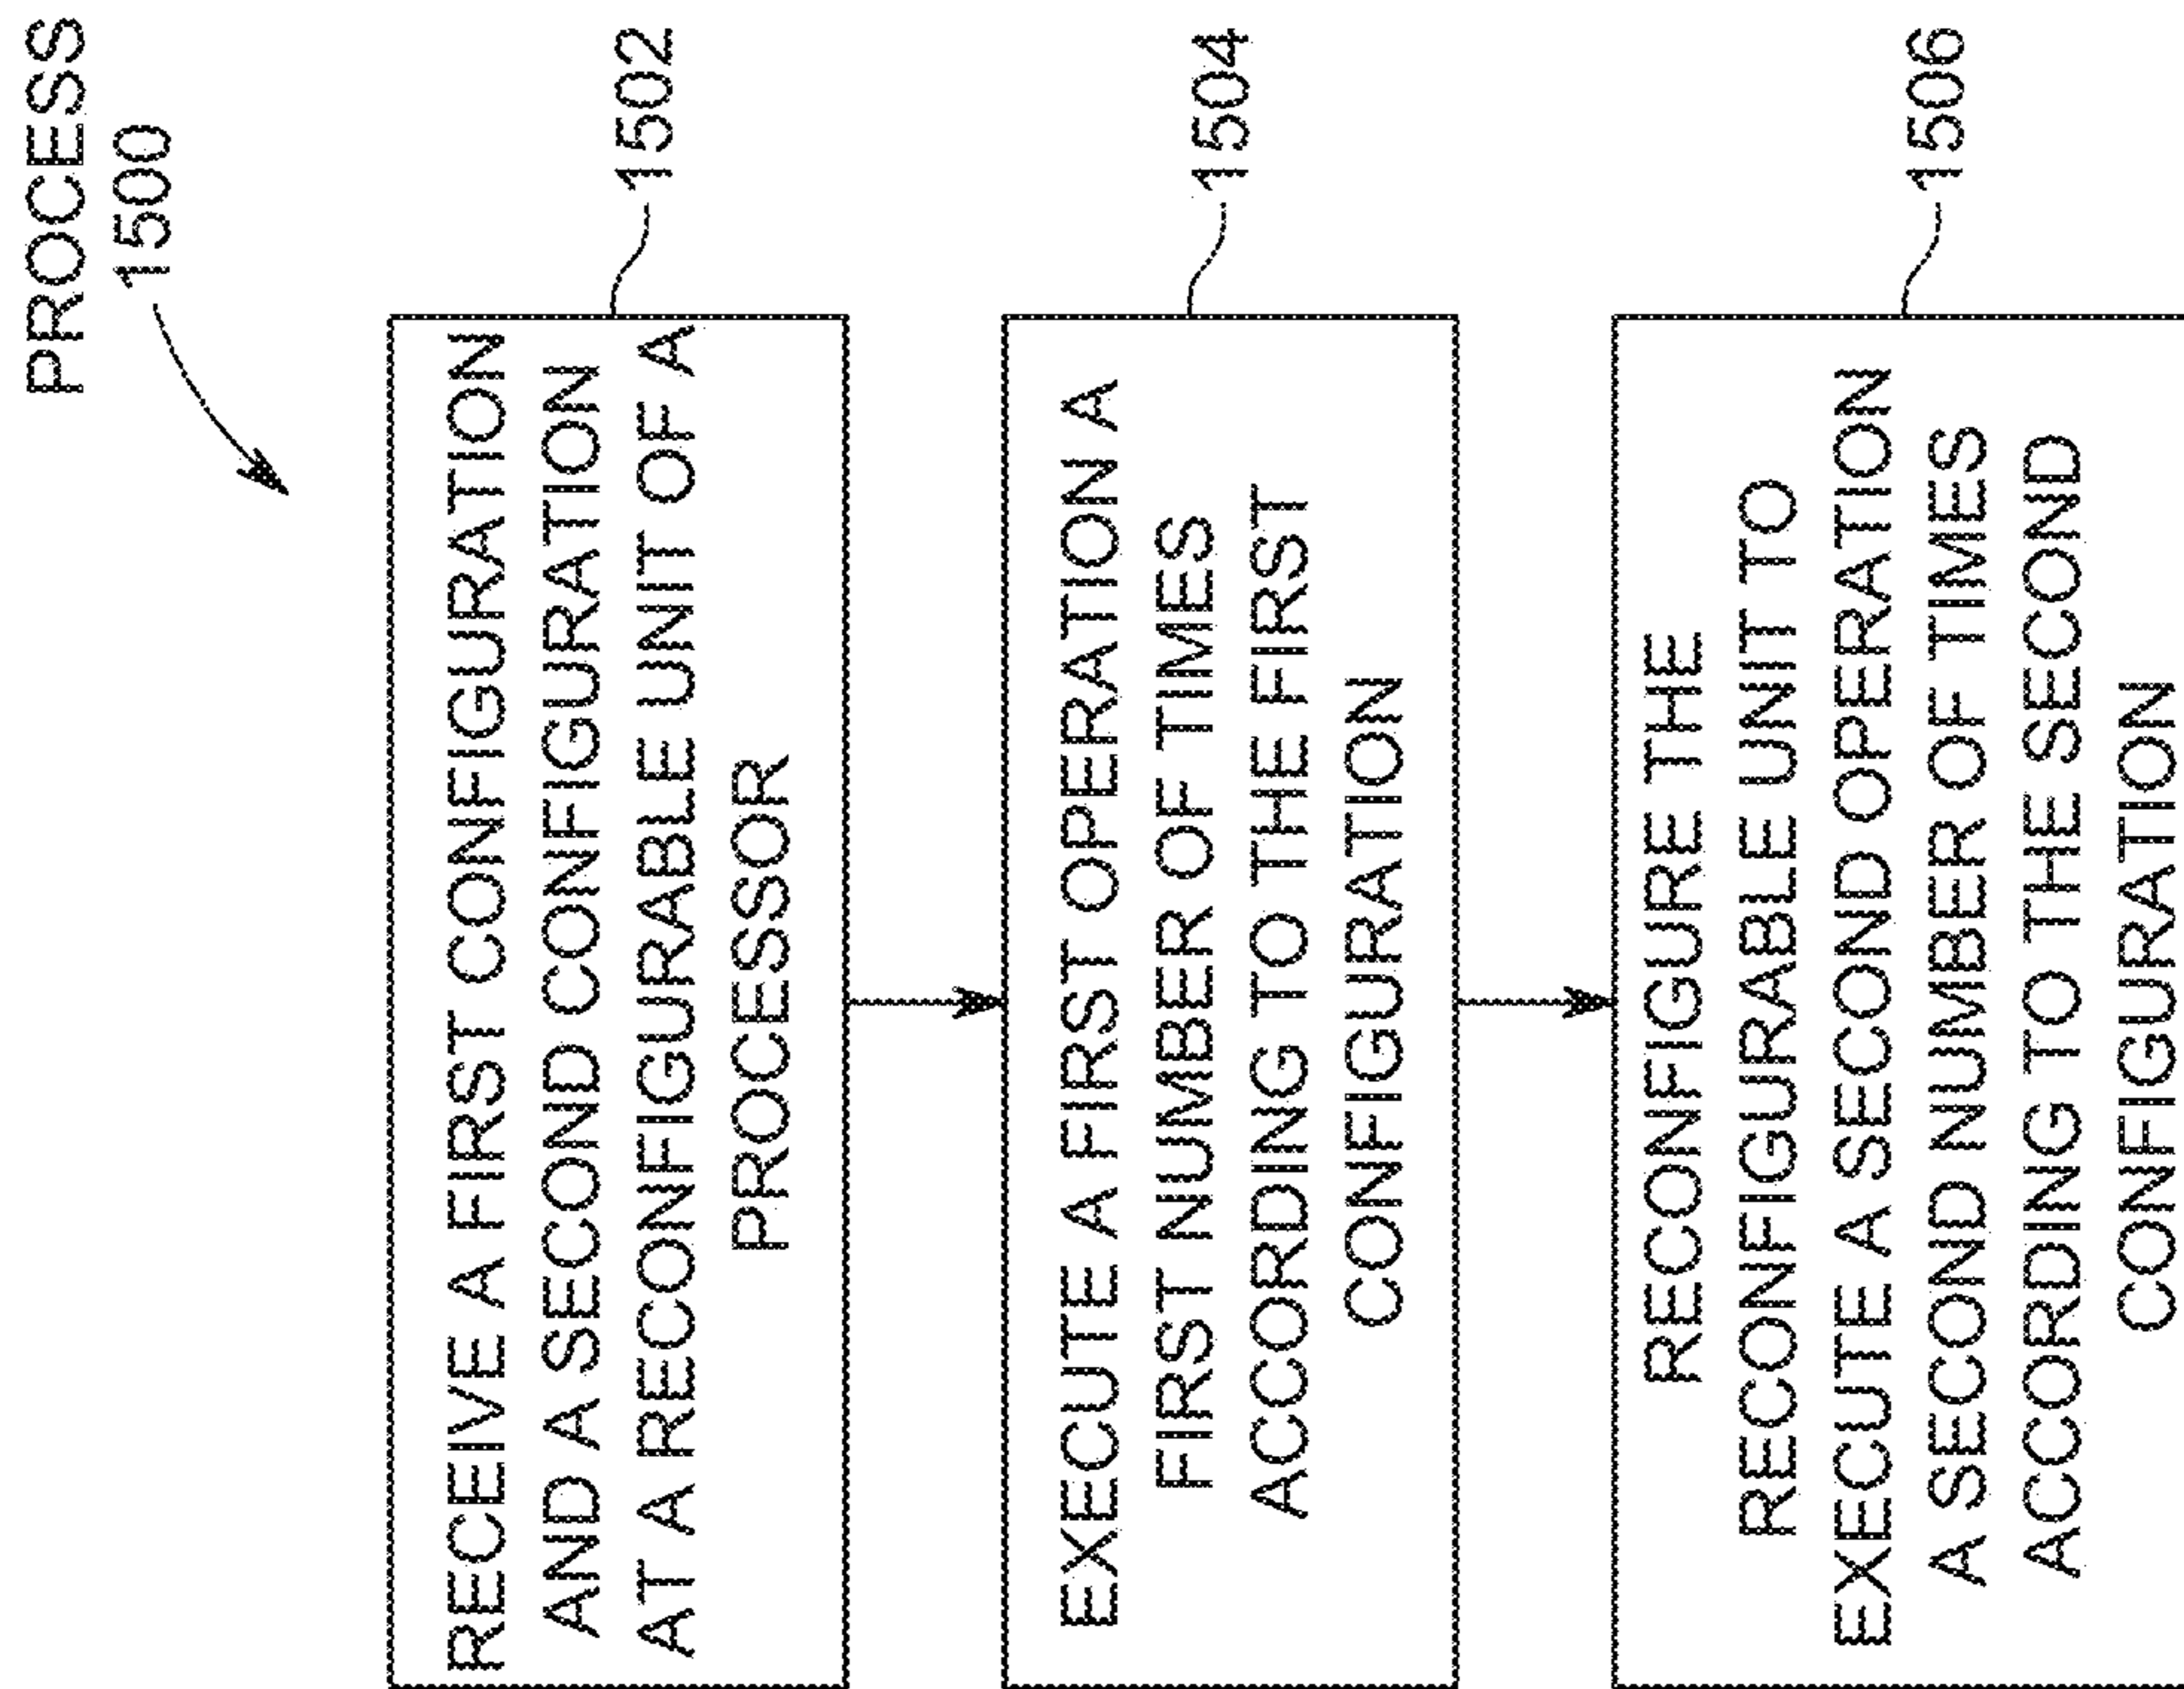 PROCESS
1500
RECEIVE A FIRST CONFIGURATION
AND A SECOND CONFIGURATION
AT A RECONFIGURABLE UNIT OF A
PROCESSOR
1502
EXECUTE A FIRST OPERATION A
FIRST NUMBER OF TIMES
ACCORDING TO THE FIRST
CONFIGURATION
1504
RECONFIGURE THE
RECONFIGURABLE UNIT TO
EXECUTE A SECOND OPERATION
A SECOND NUMBER OF TIMES
ACCORDING TO THE SECOND
CONFIGURATION
1506